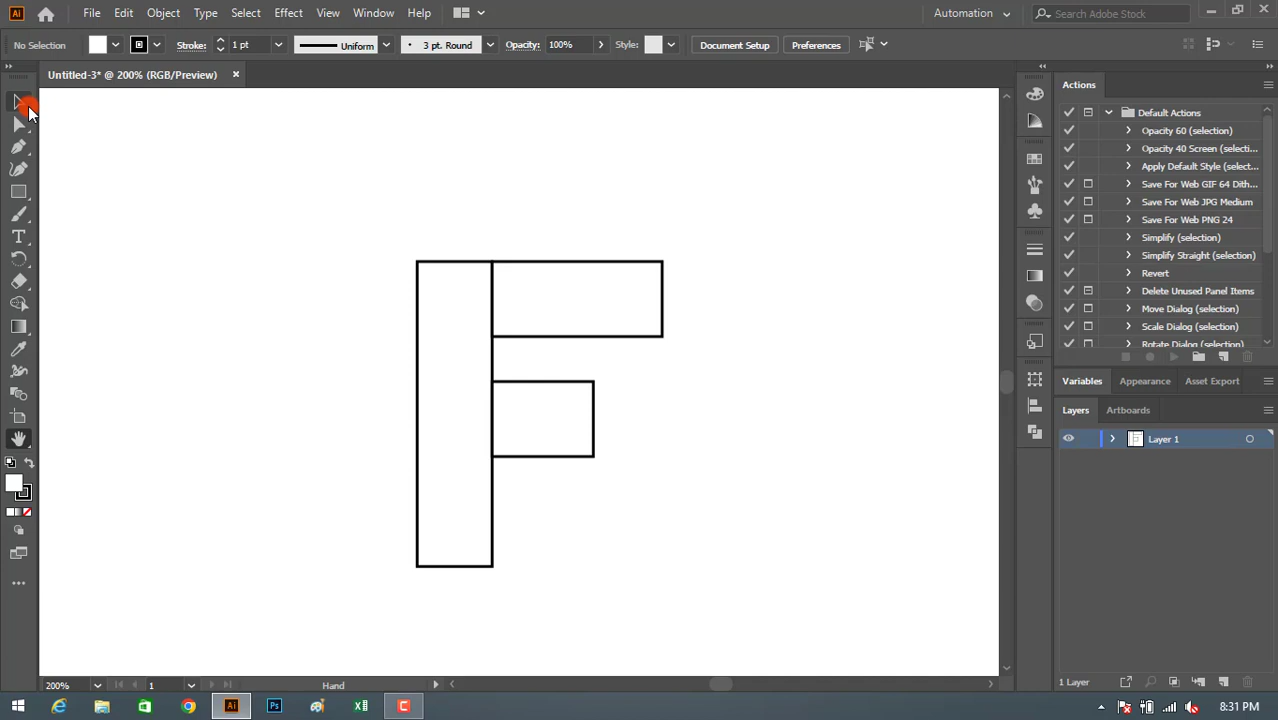 Ai File Edit Object Type Select Effect View Window Help Automation Search Adobe Stock
No Selection Stroke: 1 pt Uniform 3 pt. Round Opacity: 100% Style: Document Setup Preferences
Untitled-3* @ 200% (RGB/Preview)
Actions
Default Actions
Opacity 60 (selection)
Opacity 40 Screen (selecti...
Apply Default Style (select...
Save For Web GIF 64 Dith...
Save For Web JPG Medium
Save For Web PNG 24
Simplify (selection)
Simplify Straight (selection)
Revert
Delete Unused Panel Items
Move Dialog (selection)
Scale Dialog (selection)
Rotate Dialog (selection)
Variables Appearance Asset Export
Layers Artboards
Layer 1
200% 1 Hand 1 Layer
Ai Ps 8:31 PM